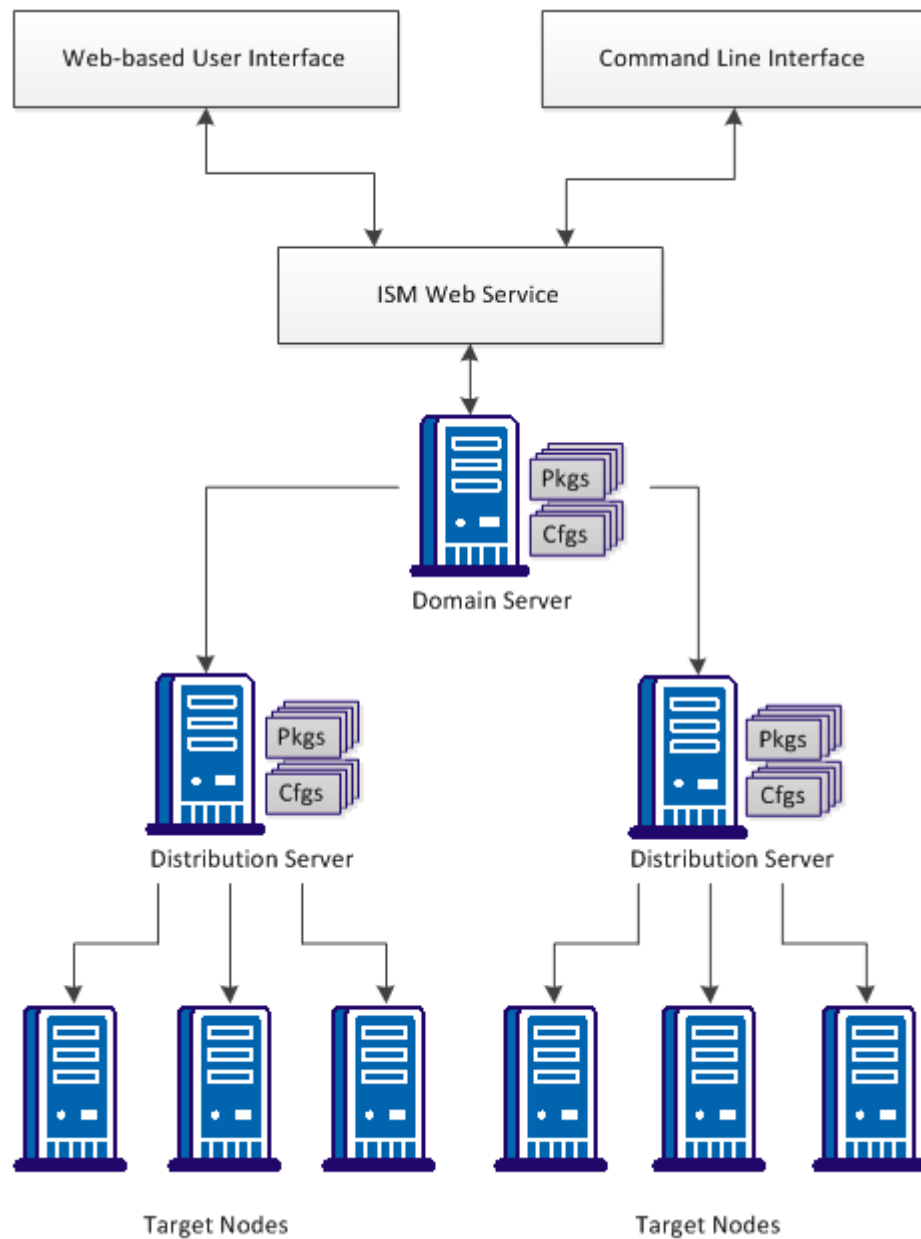 Web-based User Interface
Command Line Interface
ISM Web Service
Pkgs
Cfgs
Domain Server
Pkgs
Cfgs
Distribution Server
Pkgs
Cfgs
Distribution Server
Target Nodes
Target Nodes